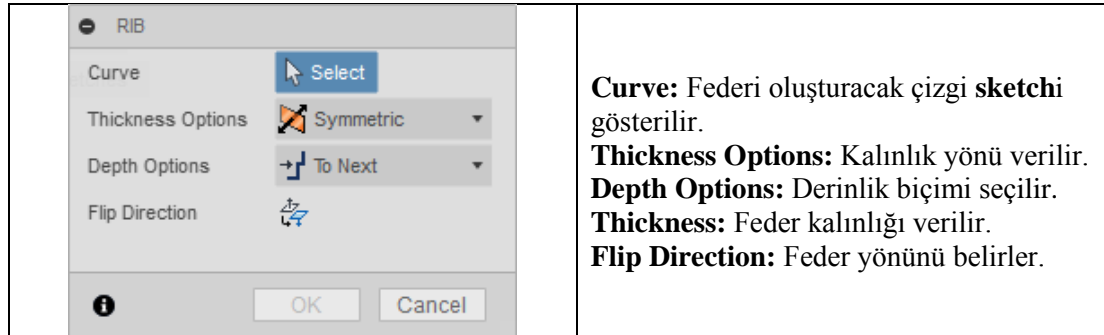 RIB
Curve
Select
Thickness Options
Symmetric
Depth Options
To Next
Flip Direction
OK
Cancel
Curve: Federi oluşturacak çizgi sketchi
gösterilir.
Thickness Options: Kalınlık yönü verilir.
Depth Options: Derinlik biçimi seçilir.
Thickness: Feder kalınlığı verilir.
Flip Direction: Feder yönünü belirler.